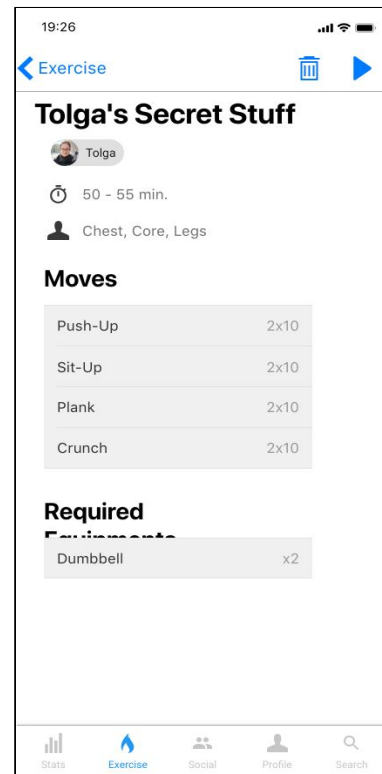 19:26
Exercise
Tolga's Secret Stuff
Tolga
50 - 55 min.
Chest, Core, Legs
Moves
Push-Up 2x10
Sit-Up 2x10
Plank 2x10
Crunch 2x10
Required
Equipments
Dumbbell x2
Stats Exercise Social Profile Search